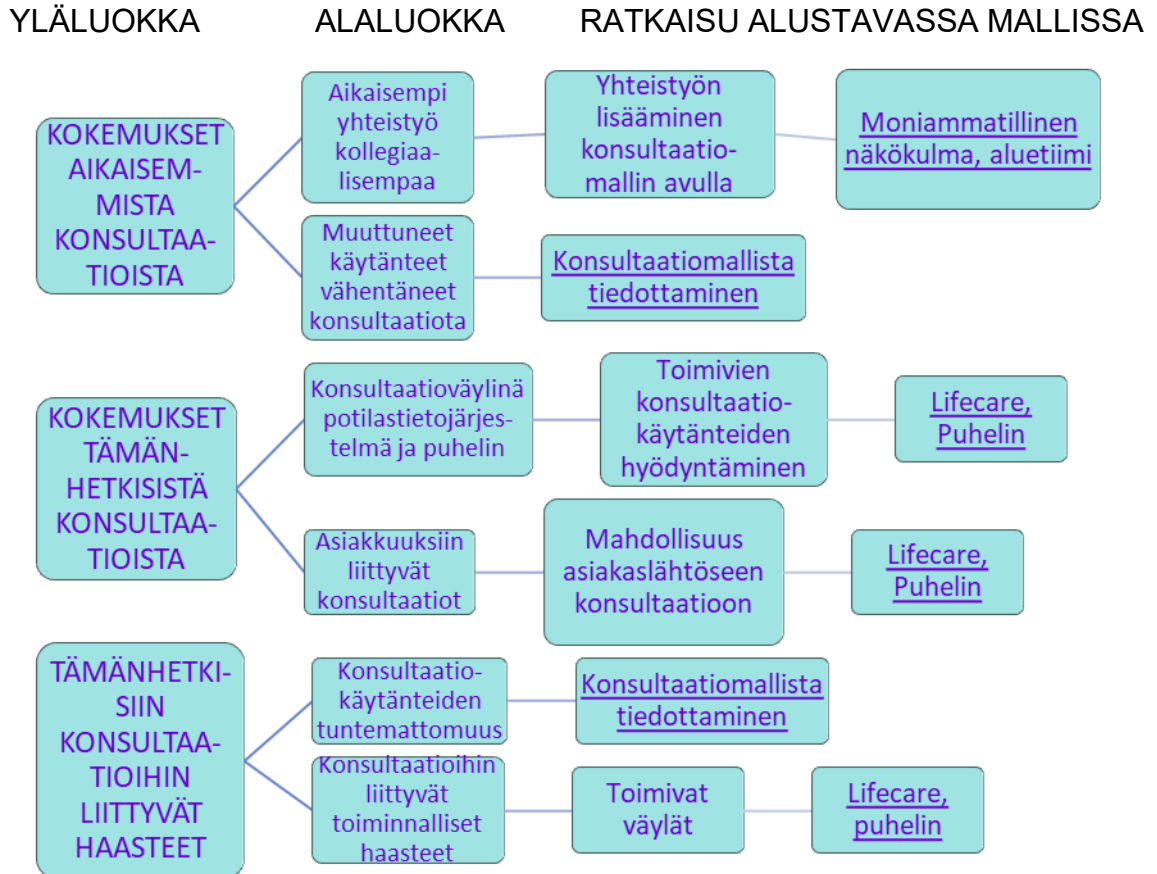 YLÄLUOKKA ALALUOKKA RATKAISU ALUSTAVASSA MALLISSA
KOKEMUKSET
AIKAISEM-
MISTA
KONSULTAA-
TIOISTA
Aikaisempi
yhteistyö
kollegiaa-
lisempaa
Yhteistyön
lisääminen
konsultaatio-
mallin avulla
Moniammatillinen
näkökulma, aluetiimi
Muuttuneet
käytänteet
vähentäneet
konsultaatiota
Konsultaatiomallista
tiedottaminen
KOKEMUKSET
TÄMÄN-
HETKISISTÄ
KONSULTAA-
TIOISTA
Konsultaatioväylinä
potilastietojärjes-
telmä ja puhelin
Toimivien
konsultaatio-
käytänteiden
hyödyntäminen
Lifecare,
Puhelin
Asiakkuuksiin
liittyvät
konsultaatiot
Mahdollisuus
asiakaslähtöseen
konsultaatioon
Lifecare,
Puhelin
TÄMÄNHETKI-
SIIN
KONSULTAA-
TIOIHIN
LIITTYVÄT
HAASTEET
Konsultaatio-
käytänteiden
tuntemattomuus
Konsultaatiomallista
tiedottaminen
Konsultaatioihin
liittyvät
toiminnalliset
haasteet
Toimivat
väylät
Lifecare,
puhelin